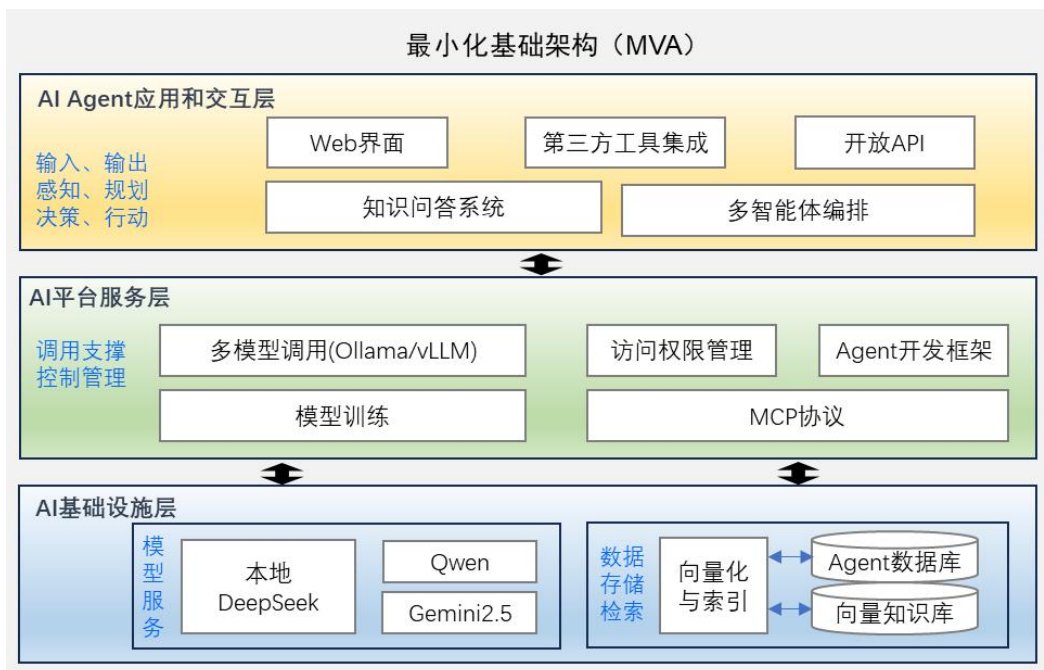 最小化基础架构（MVA）
AI Agent应用和交互层
输入、输出
感知、规划
决策、行动
Web界面
第三方工具集成
开放API
知识问答系统
多智能体编排
AI平台服务层
调用支撑
控制管理
多模型调用(Ollama/vLLM)
访问权限管理
Agent开发框架
模型训练
MCP协议
AI基础设施层
模
型
服
务
本地
DeepSeek
Qwen
Gemini2.5
数据
存储
检索
向量化
与索引
Agent数据库
向量知识库